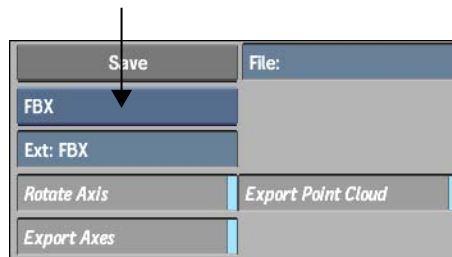 Save File:
FBX
Ext: FBX
Rotate Axis Export Point Cloud
Export Axes